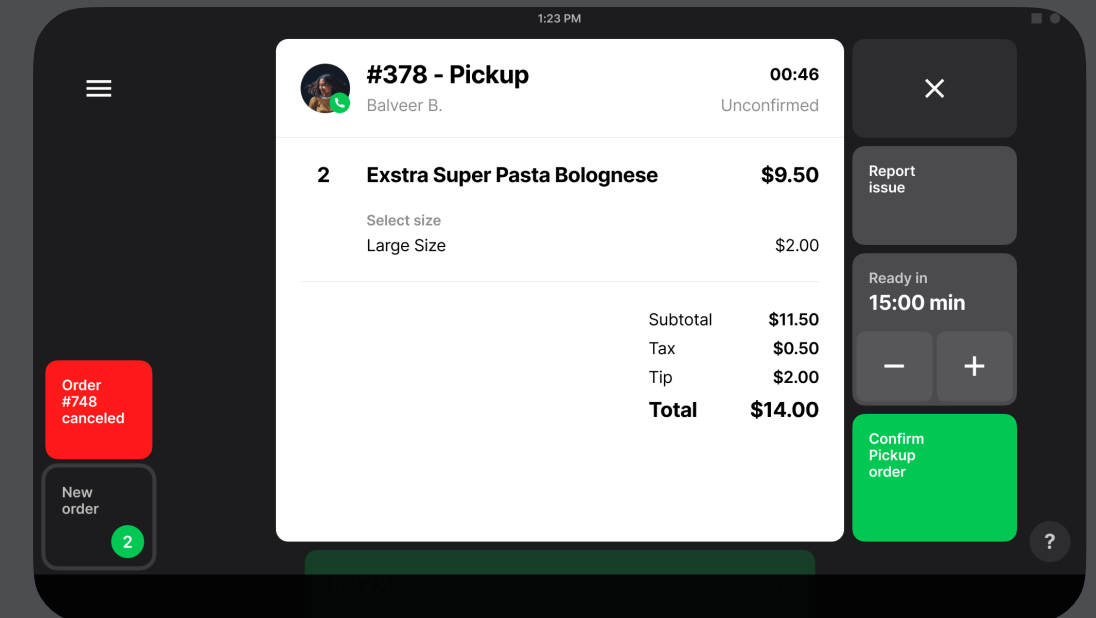 1:23 PM
#378 - Pickup
00:46
Balveer B.
Unconfirmed
2 Exstra Super Pasta Bolognese $9.50
Select size
Large Size $2.00
Subtotal $11.50
Tax $0.50
Tip $2.00
Total $14.00
Report
issue
Ready in
15:00 min
Confirm
Pickup
order
Order
#748
canceled
New
order
2
?
#378